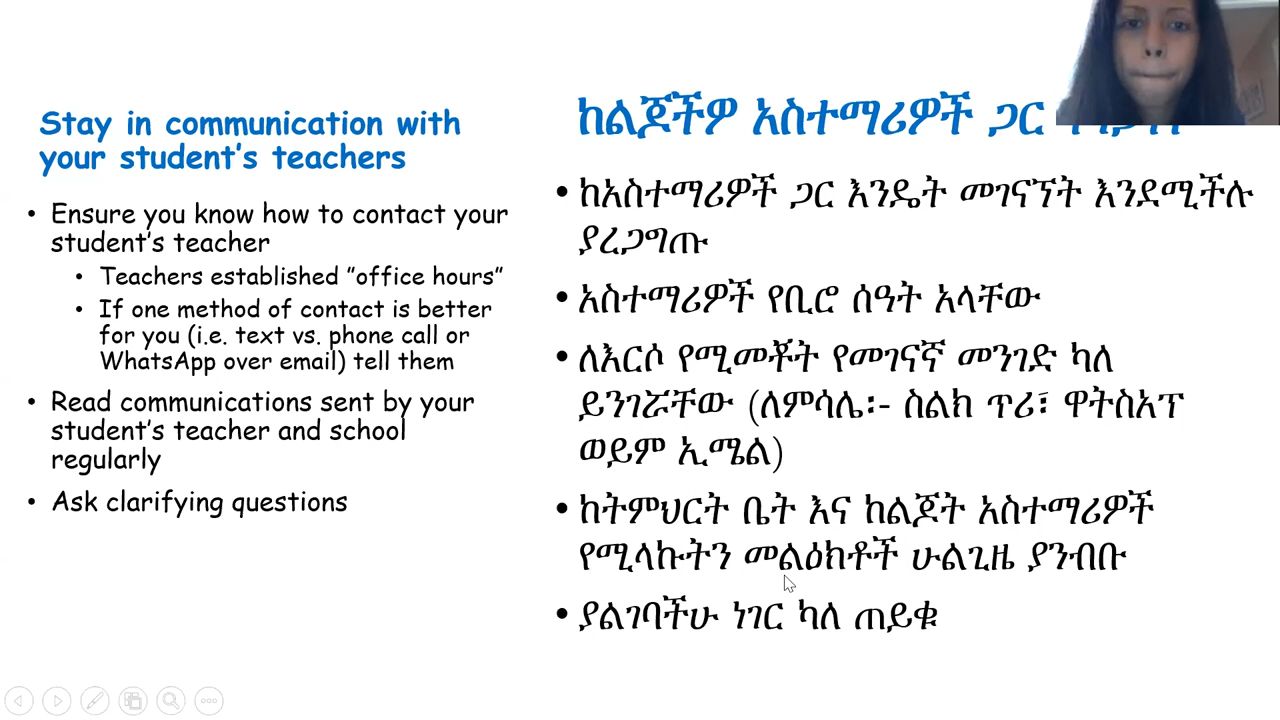 Stay in communication with
your student's teachers
• Ensure you know how to contact your
student's teacher
• Teachers established "office hours"
• If one method of contact is better
for you (i.e. text vs. phone call or
WhatsApp over email) tell them
• Read communications sent by your
student's teacher and school
regularly
• Ask clarifying questions
ከልጆችዎ አስተማሪዎች ጋር
• ከአስተማሪዎች ጋር እንዴት መገናኘት እንደሚችሉ
ያረጋግጡ
• አስተማሪዎች የቢሮ ሰዓት አላቸው
• ለእርሶ የሚመቾት የመገናኛ መንገድ ካለ
ይንገሯቸው (ለምሳሌ፡- ስልክ ጥሪ፣ ዋትስአፕ
ወይም ኢሜል)
• ከትምህርት ቤት እና ከልጆት አስተማሪዎች
የሚላኩትን መልዕክቶች ሁልጊዜ ያንብቡ
• ያልገባችሁ ነገር ካለ ጠይቁ